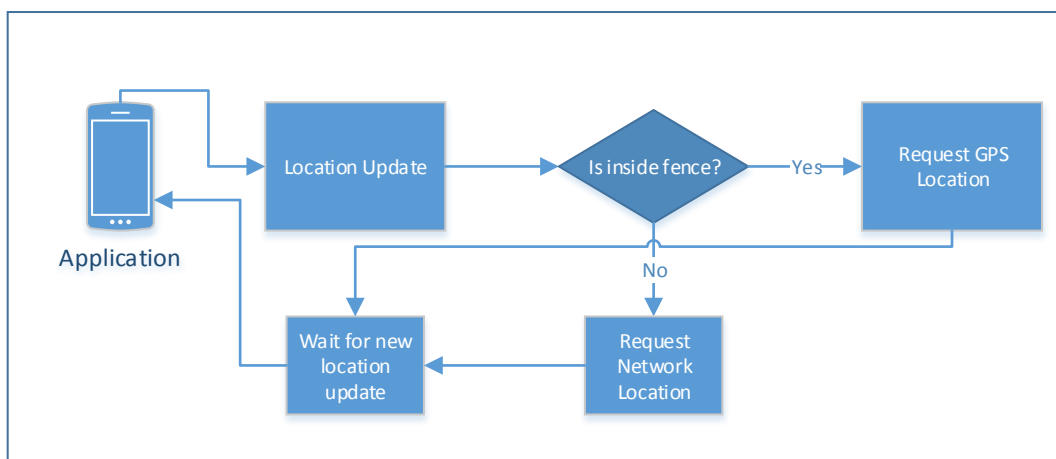 Application
Location Update
Is inside fence?
Yes
Request GPS
Location
No
Request
Network
Location
Wait for new
location
update